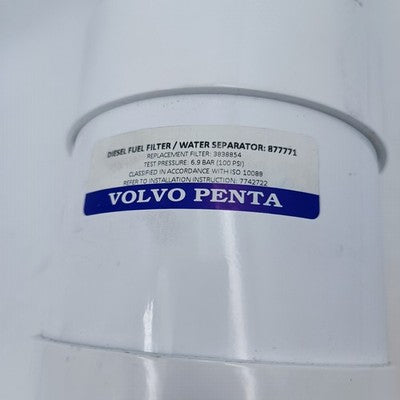 DIESEL FUEL FILTER / WATER SEPARATOR: 877771
REPLACEMENT FILTER: 3838854
TEST PRESSURE: 6,9 BAR (100 PSI)
CLASSIFIED IN ACCORDANCE WITH ISO 10089
REFER TO INSTALLATION INSTRUCTION: 7742722
VOLVO PENTA